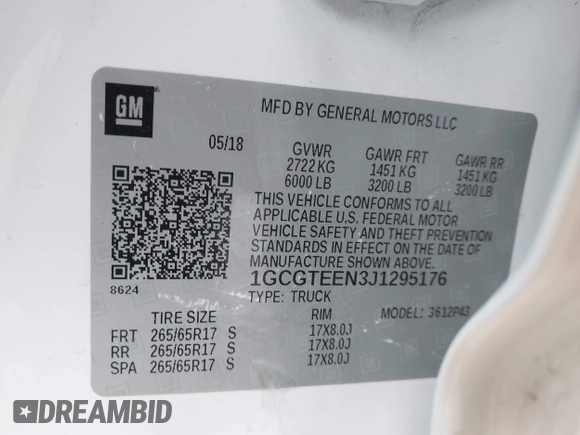 GM
MFD BY GENERAL MOTORS LLC
05/18
GVWR GAWR FRT GAWR RR
2722 KG 1451 KG 1451 KG
6000 LB 3200 LB 3200 LB
THIS VEHICLE CONFORMS TO ALL
APPLICABLE U.S. FEDERAL MOTOR
VEHICLE SAFETY AND THEFT PREVENTION
STANDARDS IN EFFECT ON THE DATE OF
MANUFACTURE SHOWN ABOVE.
8624
1GCGTEEN3J1295176
TYPE: TRUCK MODEL: 3612P43
TIRE SIZE RIM
FRT 265/65R17 S 17X8.0J
RR 265/65R17 S 17X8.0J
SPA 265/65R17 S 17X8.0J
DREAMBID